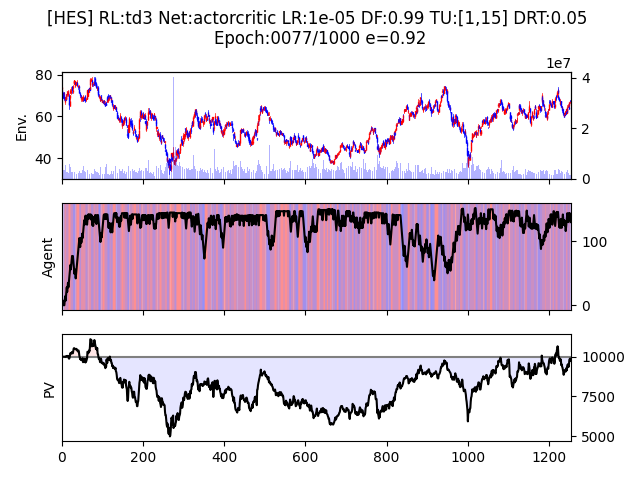 [HES] RL:td3 Net:actorcritic LR:1e-05 DF:0.99 TU:[1,15] DRT:0.05
Epoch:0077/1000 e=0.92
1e7
80
60
40
Env.
4
2
0
Agent
100
0
PV
10000
7500
5000
0 200 400 600 800 1000 1200